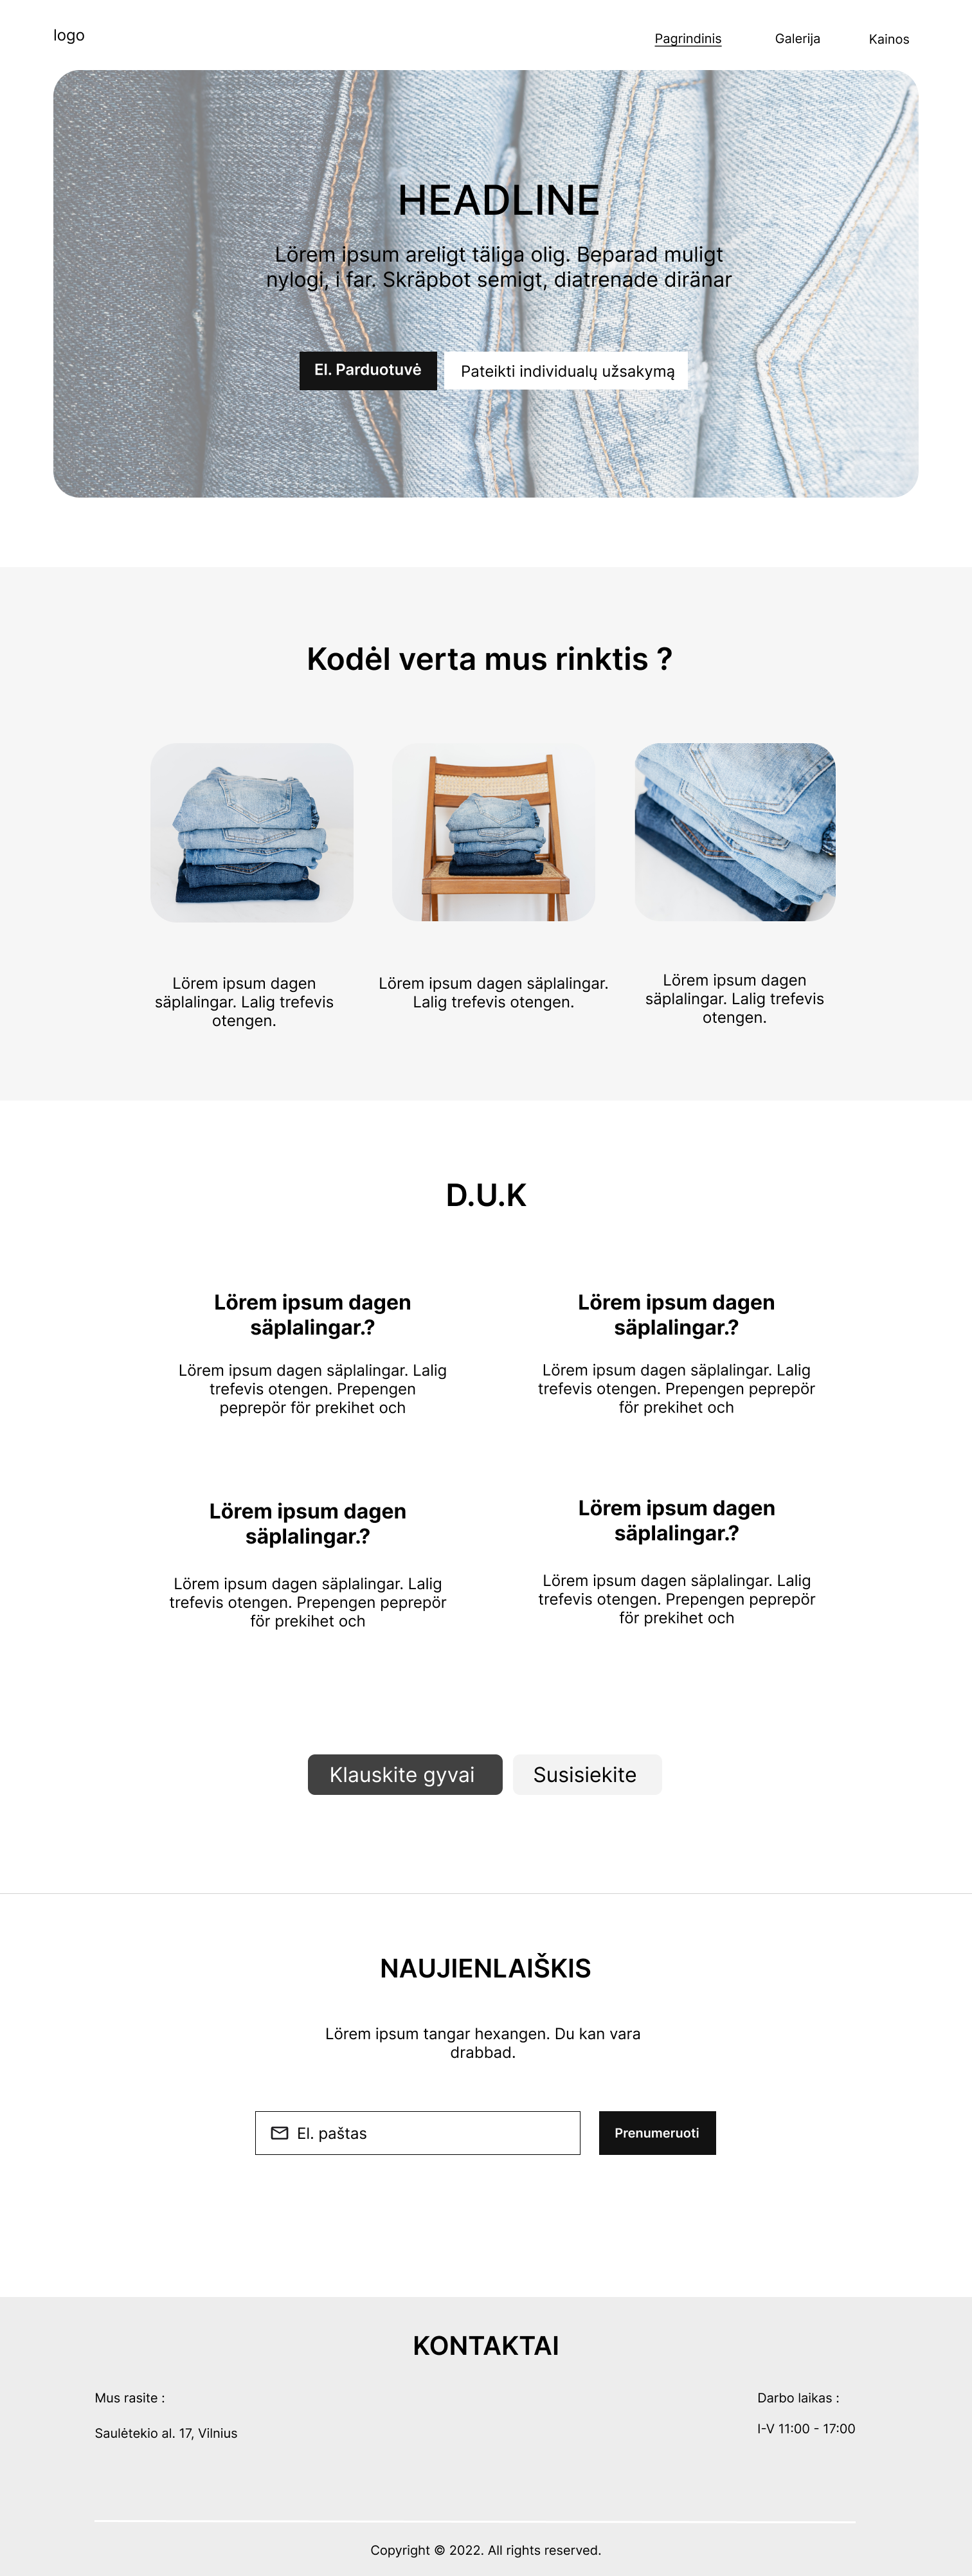 logo
Pagrindinis
Galerija
Kainos
HEADLINE
Lörem ipsum areligt täliga olig. Beparad muligt
nylogi, i far. Skräpbot semigt, diatrenade diränar
El. Parduotuvė
Pateikti individualų užsakymą
Kodėl verta mus rinktis ?
Lörem ipsum dagen
säplalingar. Lalig trefevis
otengen.
Lörem ipsum dagen säplalingar.
Lalig trefevis otengen.
Lörem ipsum dagen
säplalingar. Lalig trefevis
otengen.
D.U.K
Lörem ipsum dagen
säplalingar.?
Lörem ipsum dagen säplalingar. Lalig
trefevis otengen. Prepengen
peprepör för prekihet och
Lörem ipsum dagen
säplalingar.?
Lörem ipsum dagen säplalingar. Lalig
trefevis otengen. Prepengen peprepör
för prekihet och
Lörem ipsum dagen
säplalingar.?
Lörem ipsum dagen säplalingar. Lalig
trefevis otengen. Prepengen peprepör
för prekihet och
Lörem ipsum dagen
säplalingar.?
Lörem ipsum dagen säplalingar. Lalig
trefevis otengen. Prepengen peprepör
för prekihet och
Klauskite gyvai
Susisiekite
NAUJIENLAIŠKIS
Lörem ipsum tangar hexangen. Du kan vara
drabbad.
El. paštas
Prenumeruoti
KONTAKTAI
Mus rasite :
Saulėtekio al. 17, Vilnius
Darbo laikas :
I-V 11:00 - 17:00
Copyright © 2022. All rights reserved.